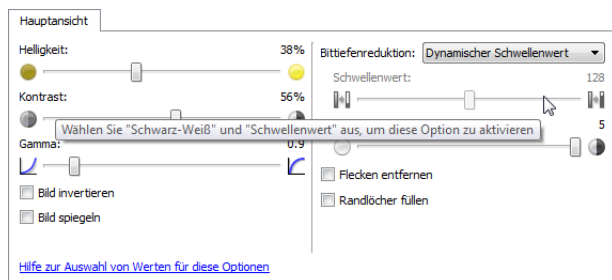 Hauptansicht
Helligkeit: 38%
Kontrast: 56%
Wählen Sie "Schwarz-Weiß" und "Schwellenwert" aus, um diese Option zu aktivieren
Gamma: 0.9
Bild invertieren
Bild spiegeln
Hilfe zur Auswahl von Werten für diese Optionen
Bittiefenreduktion: Dynamischer Schwellenwert
Schwellenwert: 128
5
Flecken entfernen
Randlöcher füllen